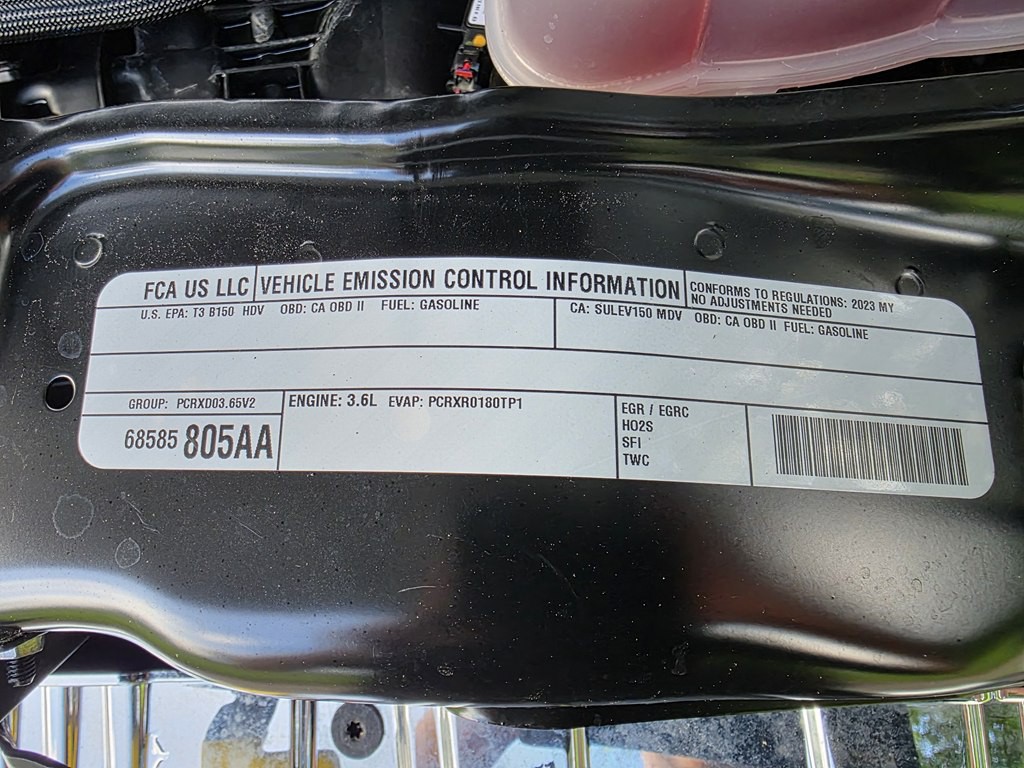 FCA US LLC
VEHICLE EMISSION CONTROL INFORMATION
CONFORMS TO REGULATIONS: 2023 MY
NO ADJUSTMENTS NEEDED
U.S. EPA: T3 B150 HDV OBD: CA OBD II FUEL: GASOLINE
CA: SULEV150 MDV OBD: CA OBD II FUEL: GASOLINE
GROUP: PCRXD03.65V2
68585 805AA
ENGINE: 3.6L EVAP: PCRXR0180TP1
EGR / EGRC
HO2S
SFI
TWC